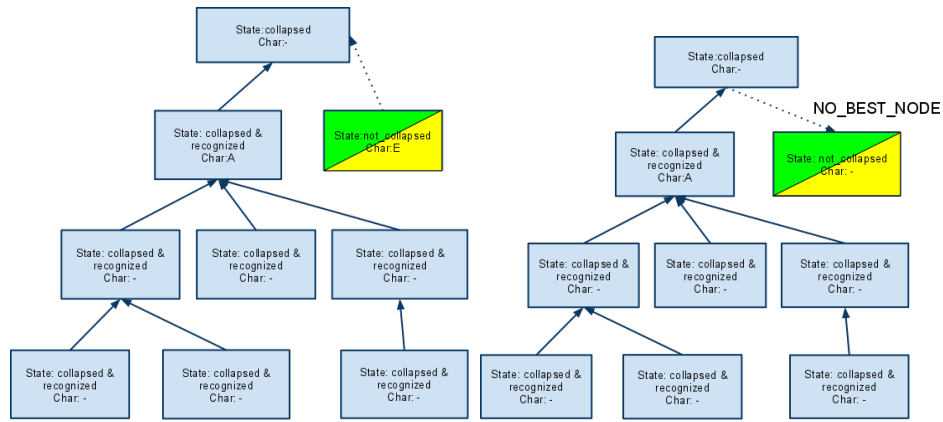 State:collapsed
Char:-
State: collapsed &
recognized
Char:A
State:not_collapsed
Char:E
State: collapsed &
recognized
Char: -
State: collapsed &
recognized
Char: -
State: collapsed &
recognized
Char: -
State: collapsed &
recognized
Char: -
State: collapsed &
recognized
Char: -
State: collapsed &
recognized
Char: -
State:collapsed
Char:-
NO_BEST_NODE
State: collapsed &
recognized
Char:A
State: not_collapsed
Char: -
State: collapsed &
recognized
Char: -
State: collapsed &
recognized
Char: -
State: collapsed &
recognized
Char: -
State: collapsed &
recognized
Char: -
State: collapsed &
recognized
Char: -
State: collapsed &
recognized
Char: -